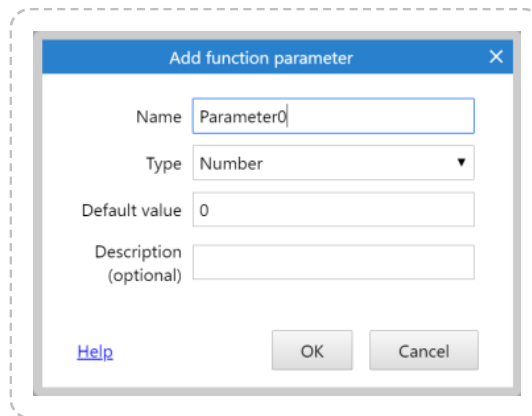 Add function parameter
Name Parameter0
Type Number
Default value 0
Description
(optional)
Help OK Cancel